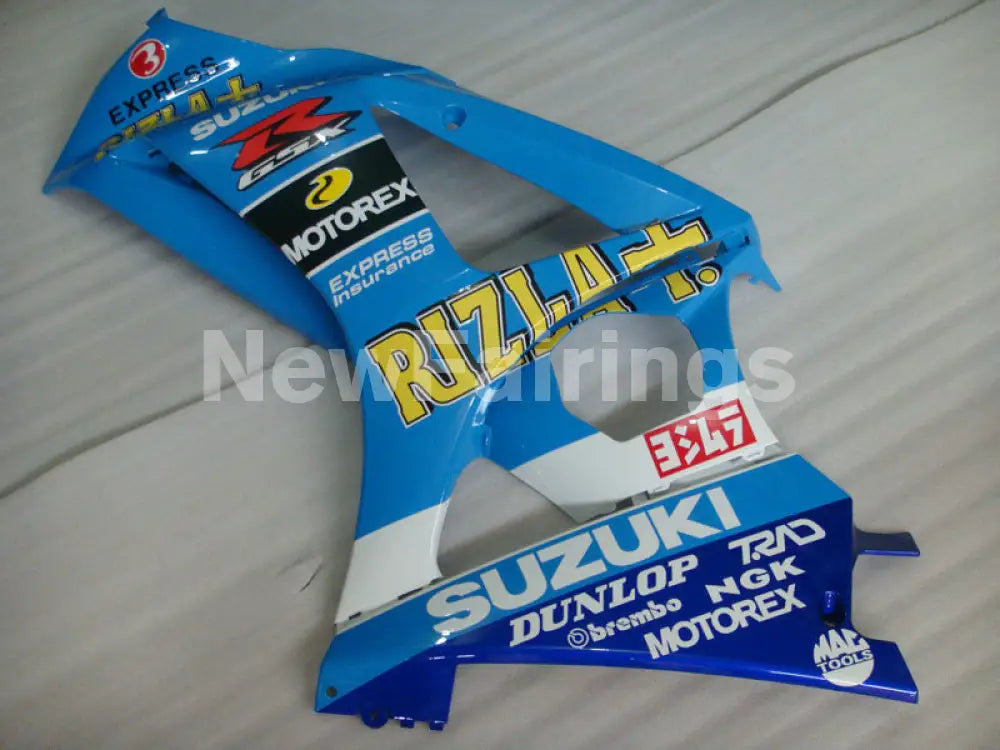 3
EXPRESS
RIZLA+
SUZUKI
R
GSX
MOTOREX
EXPRESS
Insurance
RIZLA+
NewFairings
ヨシムラ
SUZUKI
DUNLOP
T.RAD
brembo
NGK
MOTOREX
MAC
TOOLS